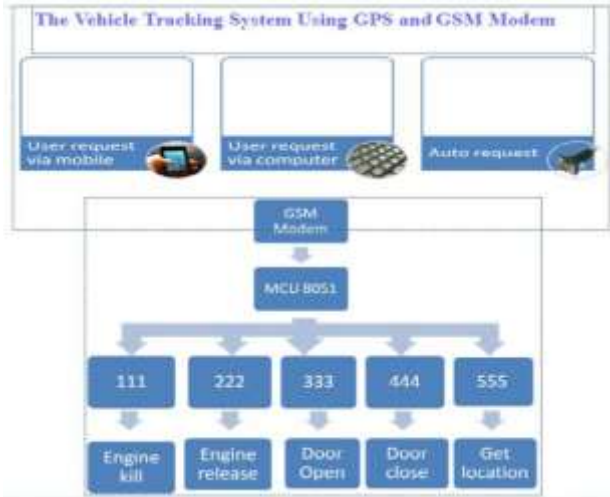 The Vehicle Tracking System Using GPS and GSM Modem
User request
via mobile
User request
via computer
Auto request
GSM
Modem
MCU 8051
111
222
333
444
555
Engine
kill
Engine
release
Door
Open
Door
close
Get
location